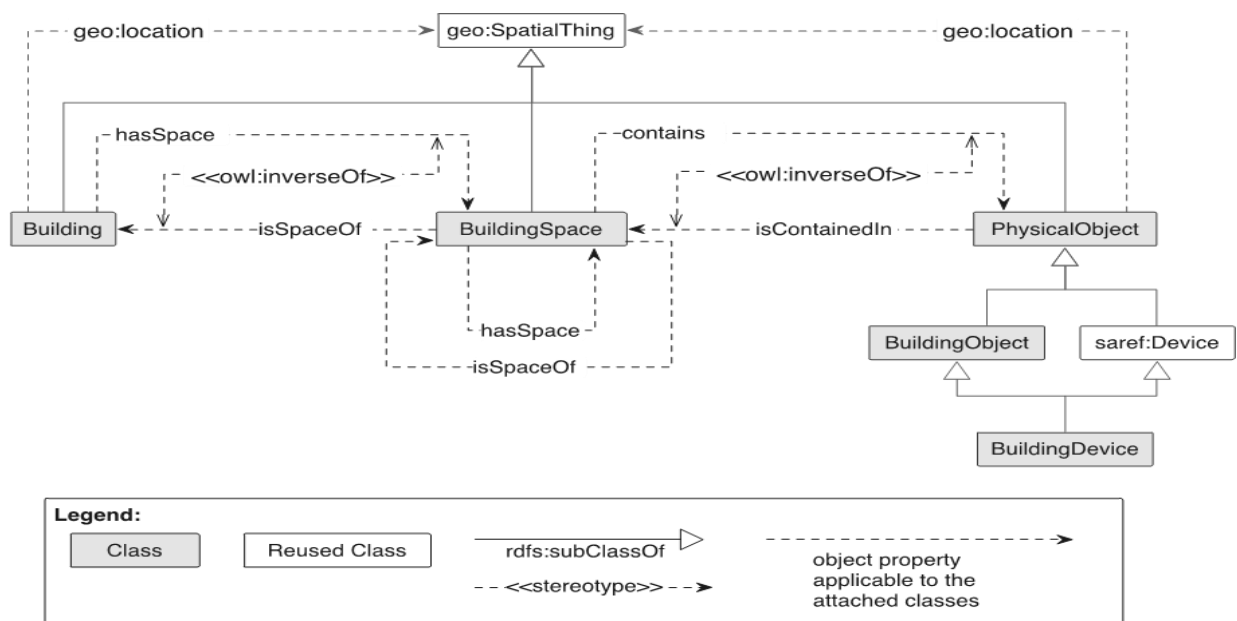 geo:location
geo:SpatialThing
geo:location
hasSpace
contains
<<owl:inverseOf>>
<<owl:inverseOf>>
Building
isSpaceOf
BuildingSpace
isContainedIn
PhysicalObject
hasSpace
isSpaceOf
BuildingObject
saref:Device
BuildingDevice
Legend:
Class
Reused Class
rdfs:subClassOf
<<stereotype>>
object property
applicable to the
attached classes